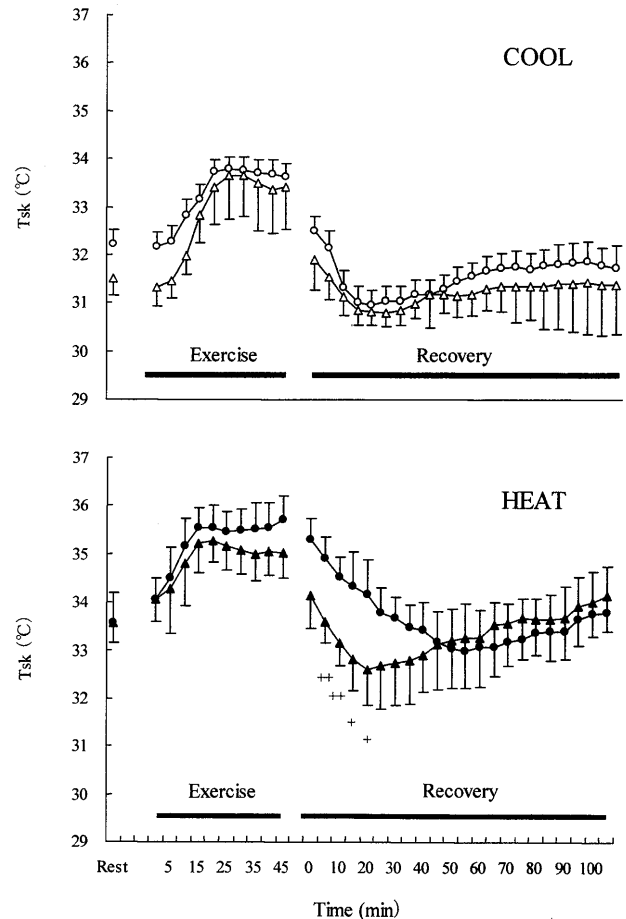 37
36
35
34
33
32
31
30
29
Tsk (℃)
COOL
Exercise
Recovery
37
36
35
34
33
32
31
30
29
Tsk (℃)
HEAT
++
++
+
+
Exercise
Recovery
Rest 5 15 25 35 45 0 10 20 30 40 50 60 70 80 90 100
Time (min)